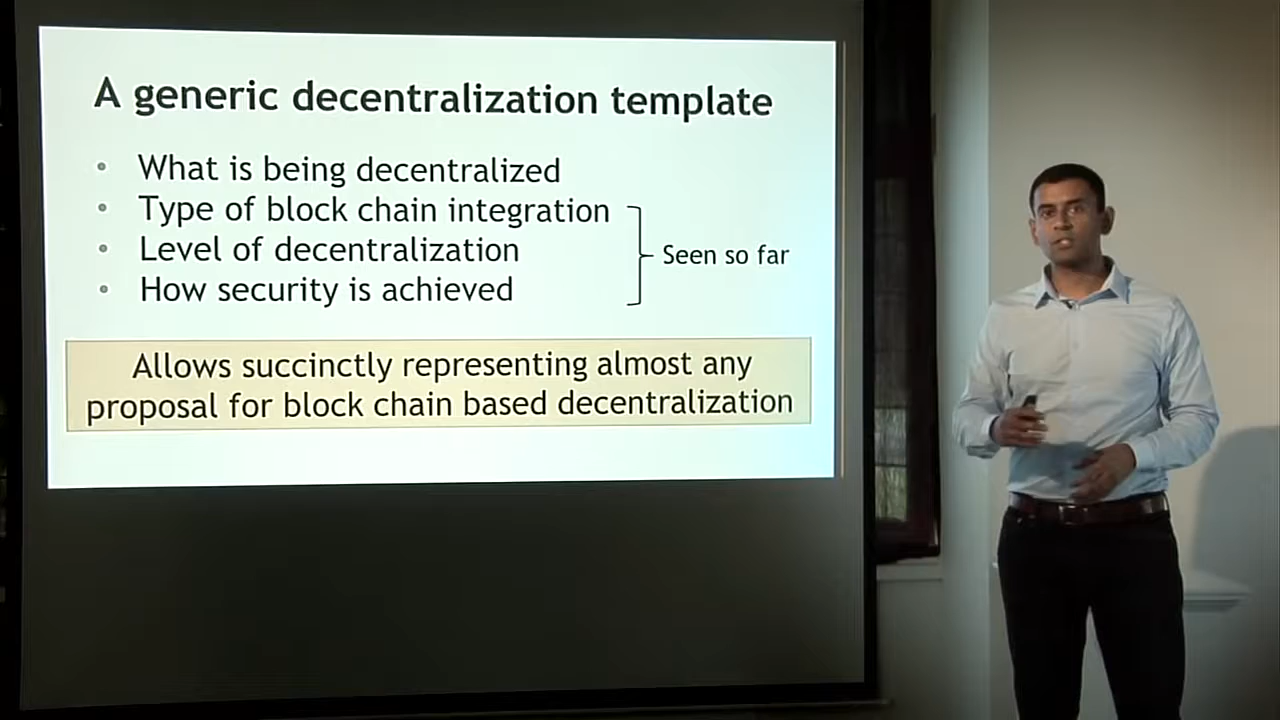 A generic decentralization template
• What is being decentralized
• Type of block chain integration
• Level of decentralization
• How security is achieved
Seen so far
Allows succinctly representing almost any
proposal for block chain based decentralization